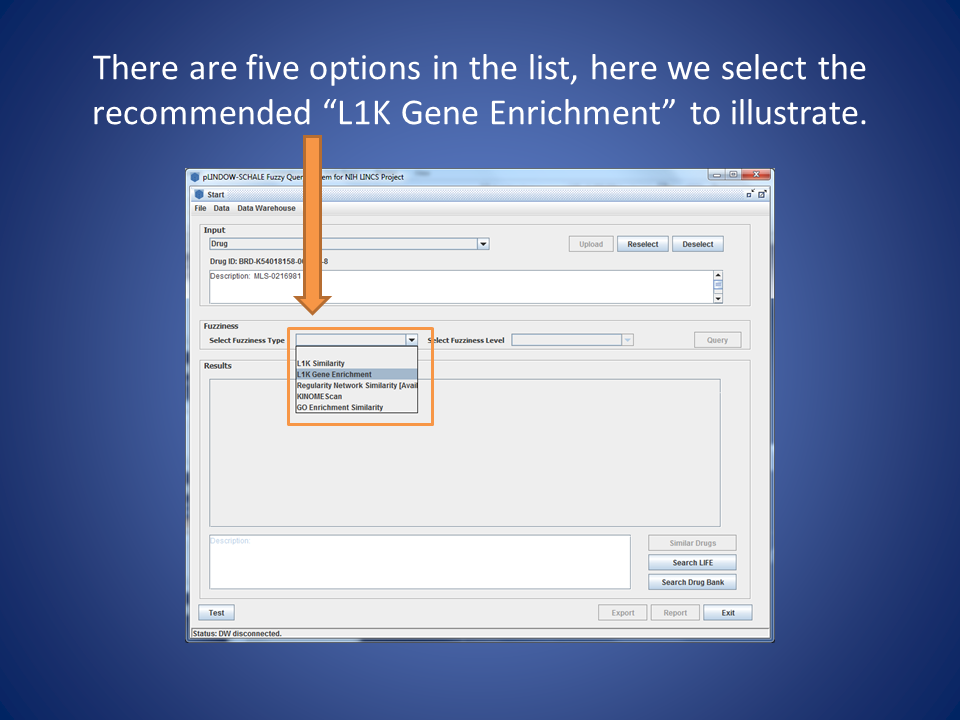 There are five options in the list, here we select the
recommended “L1K Gene Enrichment” to illustrate.
pLINDOW-SCHALE Fuzzy Quer em for NIH LINCS Project
Start
File Data Data Warehouse
Input
Drug
Upload Reselect Deselect
Drug ID: BRD-K54018158-0 -8
Description: MLS-0216981
Fuzziness
Select Fuzziness Type
Select Fuzziness Level
Query
L1K Similarity
L1K Gene Enrichment
Regularity Network Similarity [Avail
KINOMEScan
GO Enrichment Similarity
Results
Description:
Similar Drugs
Search LIFE
Search Drug Bank
Test Export Report Exit
Status: DW disconnected.